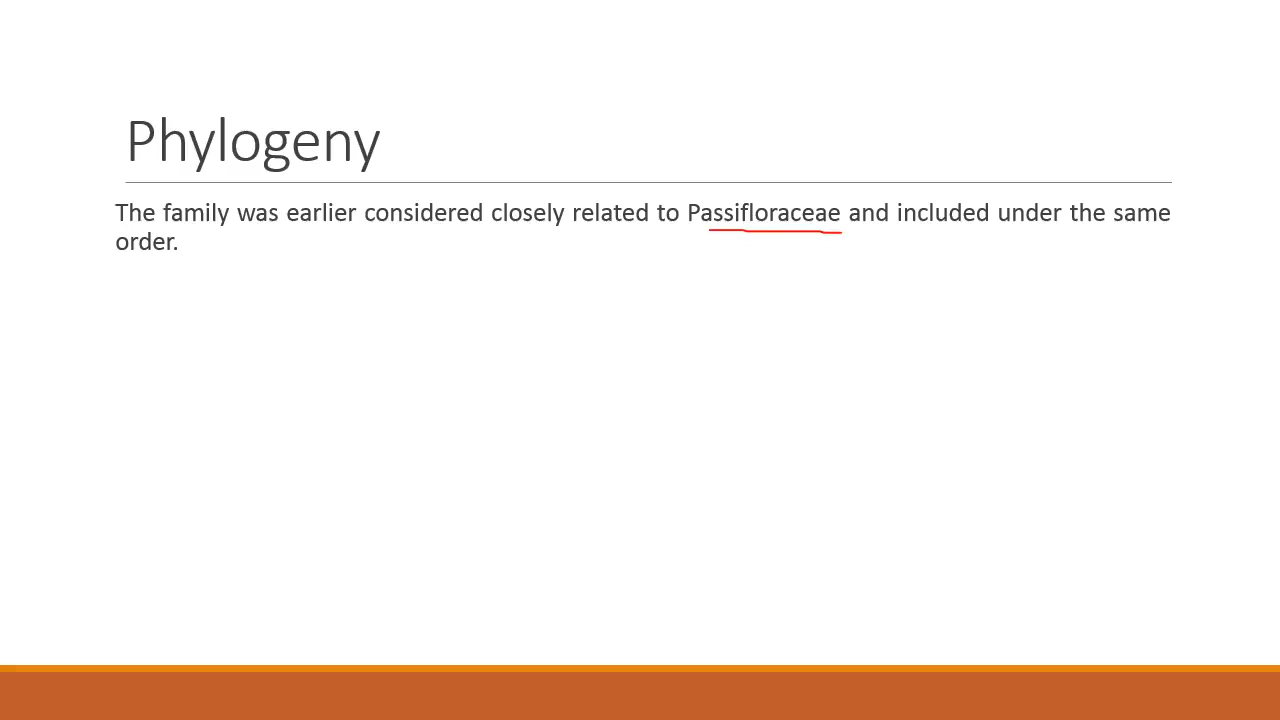 Phylogeny
The family was earlier considered closely related to Passifloraceae and included under the same
order.